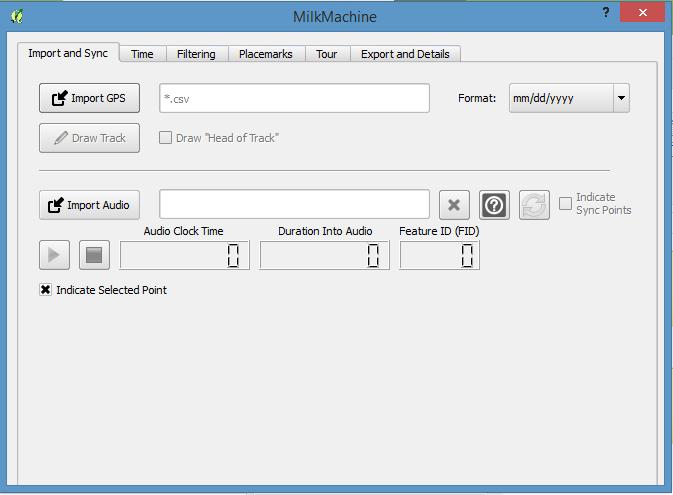 MilkMachine
?
Import and Sync Time Filtering Placemarks Tour Export and Details
Import GPS *.csv Format: mm/dd/yyyy
Draw Track Draw "Head of Track"
Import Audio ? Indicate
Sync Points
Audio Clock Time Duration Into Audio Feature ID (FID)
0 0 0
Indicate Selected Point